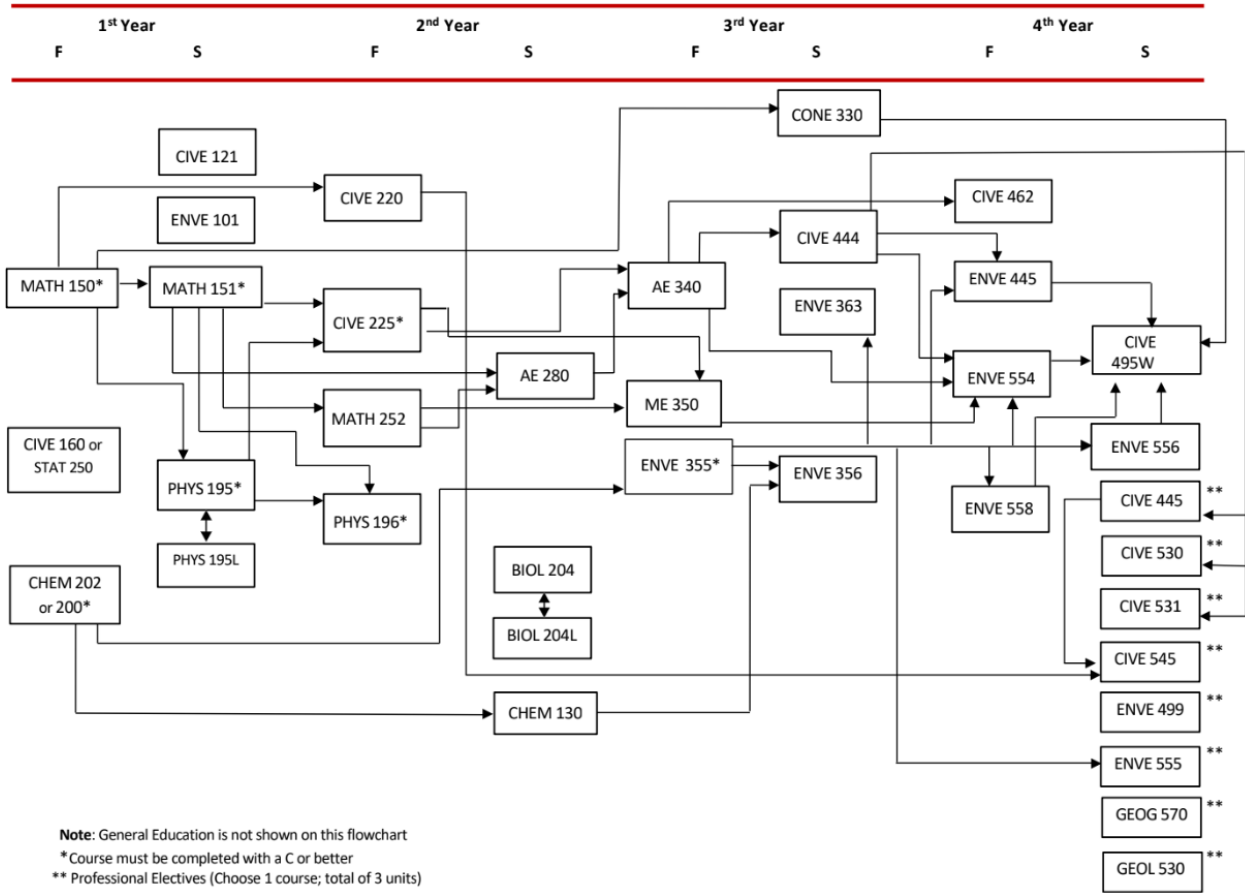 1st Year 2nd Year 3rd Year 4th Year
F S F S F S F S
CONE 330
CIVE 121
CIVE 220
CIVE 462
ENVE 101
CIVE 444
MATH 150*
MATH 151*
AE 340
ENVE 445
CIVE 225*
ENVE 363
CIVE
495W
AE 280
ENVE 554
MATH 252
ME 350
CIVE 160 or
STAT 250
ENVE 355*
ENVE 556
PHYS 195*
ENVE 356
CIVE 445 **
PHYS 196*
ENVE 558
PHYS 195L
CIVE 530 **
CHEM 202
or 200*
BIOL 204
CIVE 531 **
BIOL 204L
CIVE 545 **
CHEM 130
ENVE 499 **
ENVE 555 **
GEOG 570 **
GEOL 530 **
Note: General Education is not shown on this flowchart
*Course must be completed with a C or better
** Professional Electives (Choose 1 course; total of 3 units)